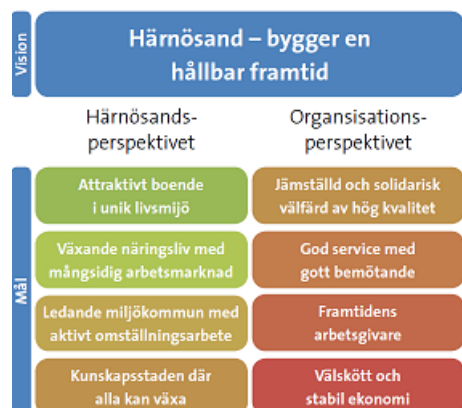 Vision
Härnösand – bygger en
hållbar framtid
Härnösands-
perspektivet
Organsisations-
perspektivet
Mål
Attraktivt boende
i unik livsmijö
Jämställd och solidarisk
välfärd av hög kvalitet
Växande näringsliv med
mångsidig arbetsmarknad
God service med
gott bemötande
Ledande miljökommun med
aktivt omställningsarbete
Framtidens
arbetsgivare
Kunskapsstaden där
alla kan växa
Välskött och
stabil ekonomi